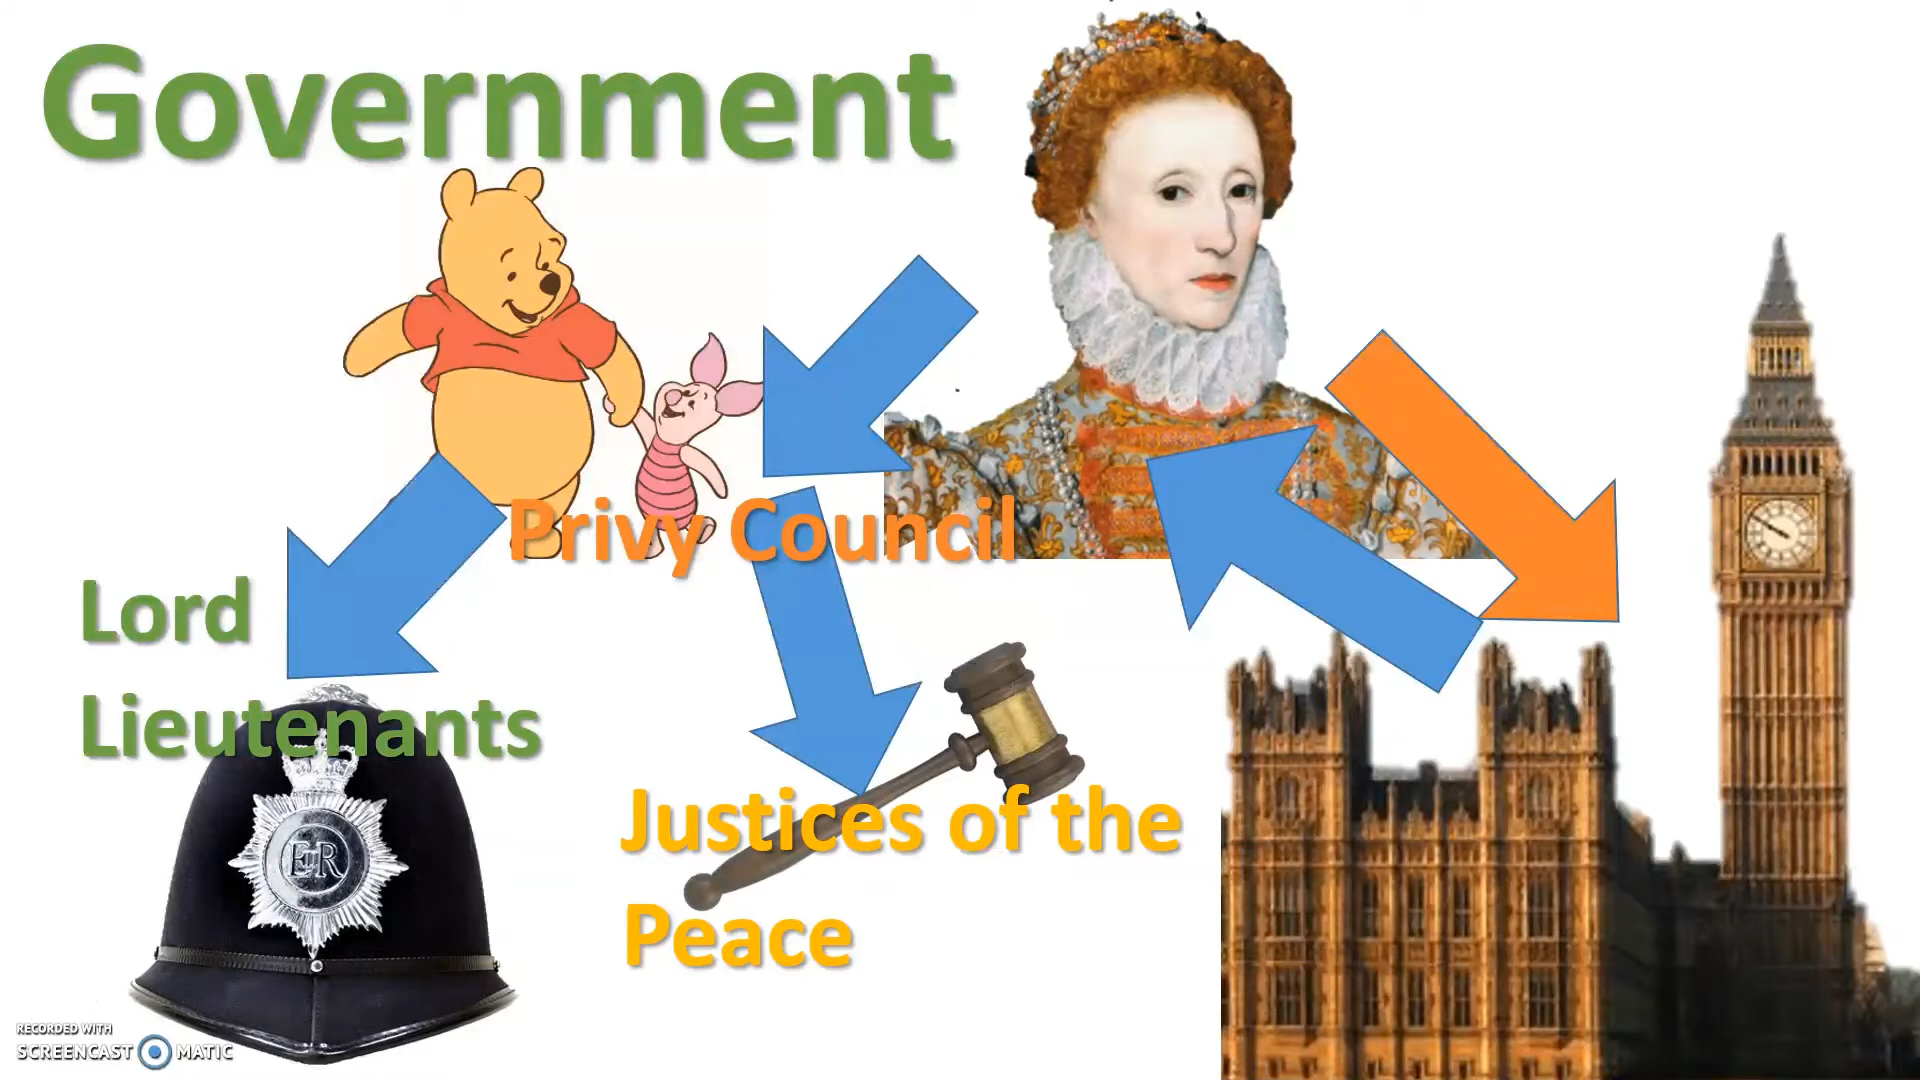 Government
Privy Council
Lord
Lieutenants
ER
Justices of the
Peace
RECORDED WITH
SCREENCAST MATIC